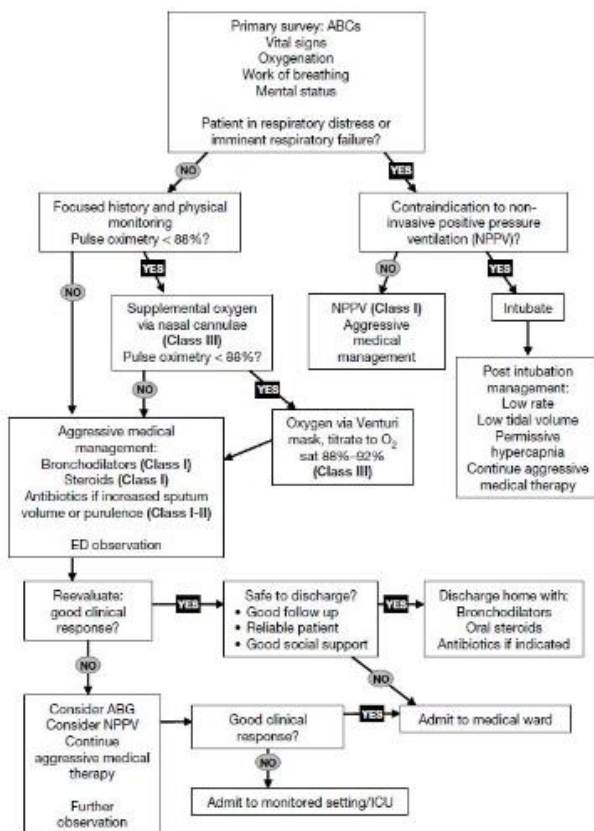 Primary survey: ABCs
Vital signs
Oxygenation
Work of breathing
Mental status
Patient in respiratory distress or
imminent respiratory failure?
NO
YES
Focused history and physical
monitoring
Pulse oximetry < 88%?
Contraindication to non-
invasive positive pressure
ventilation (NPPV)?
NO
YES
NO
YES
Supplemental oxygen
via nasal cannulae
(Class III)
Pulse oximetry < 88%?
NPPV (Class I)
Aggressive
medical
management
Intubate
NO
YES
Post intubation
management:
Low rate
Low tidal volume
Permissive
hypercapnia
Continue aggressive
medical therapy
Aggressive medical
management:
Bronchodilators (Class I)
Steroids (Class I)
Antibiotics if increased sputum
volume or purulence (Class I-II)
ED observation
Oxygen via Venturi
mask, titrate to O₂
sat 88%–92%
(Class III)
Reevaluate:
good clinical
response?
YES
Safe to discharge?
• Good follow up
• Reliable patient
• Good social support
YES
Discharge home with:
Bronchodilators
Oral steroids
Antibiotics if indicated
NO
NO
Consider ABG
Consider NPPV
Continue
aggressive medical
therapy
Further
observation
Good clinical
response?
YES
Admit to medical ward
NO
Admit to monitored setting/ICU